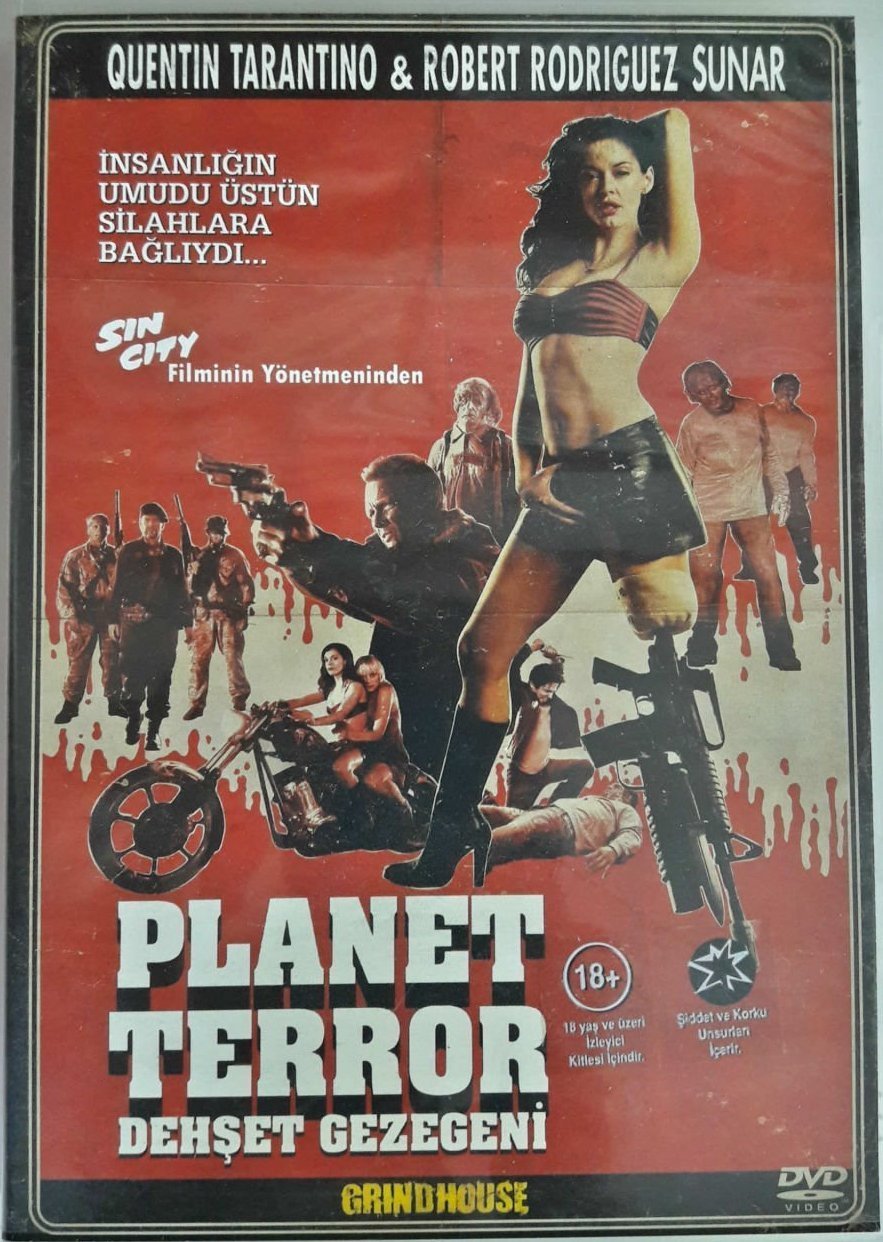 QUENTIN TARANTINO & ROBERT RODRIGUEZ SUNAR
İNSANLIĞIN
UMUDU ÜSTÜN
SİLAHLARA
BAĞLIYDI...
SIN
CITY
Filminin Yönetmeninden
PLANET
TERROR
DEHŞET GEZEGENİ
18+
18 yaş ve üzeri
İzleyici
Kitlesi İçindir.
Şiddet ve Korku
Unsurları
İçerir.
GRINDHOUSE
DVD
VIDEO